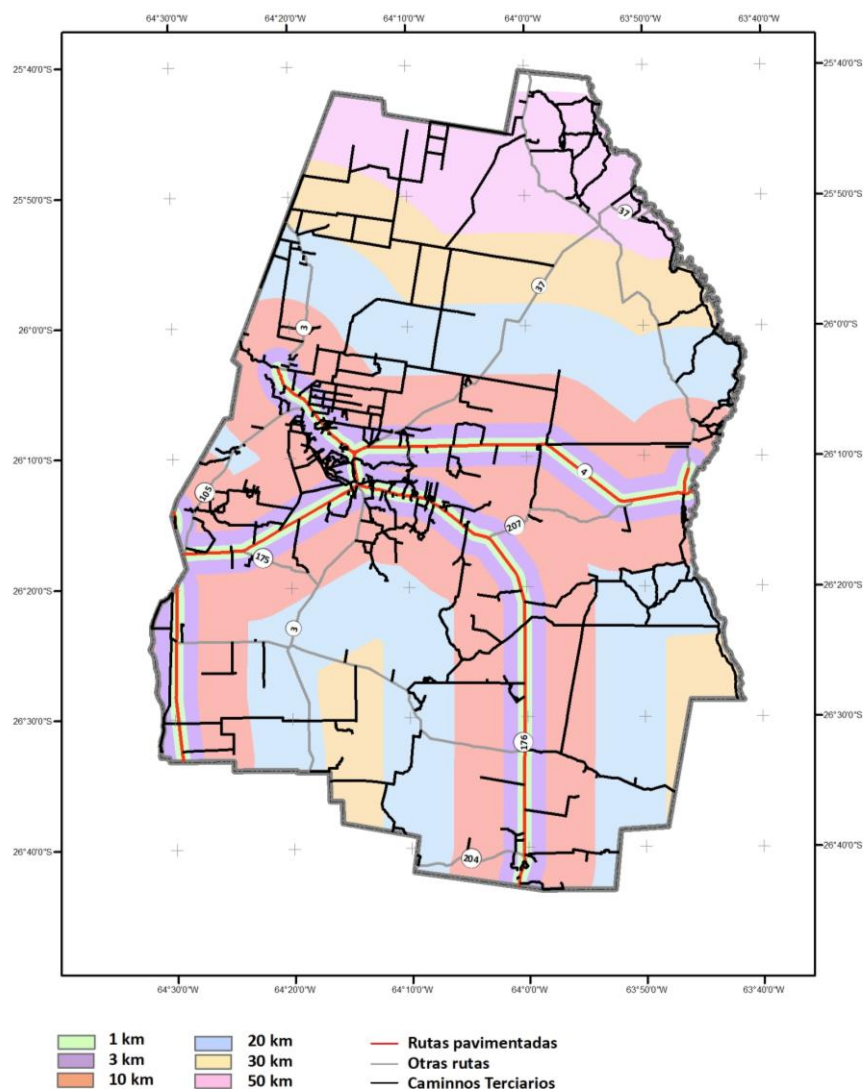 64°30'0"W 64°20'0"W 64°10'0"W 64°0'0"W 63°50'0"W 63°40'0"W
25°40'0"S 25°40'0"S
25°50'0"S 25°50'0"S
37
37
26°0'0"S 3 26°0'0"S
26°10'0"S 4 26°10'0"S
105
207
175
26°20'0"S 26°20'0"S
3
26°30'0"S 26°30'0"S
176
26°40'0"S 204 26°40'0"S
64°30'0"W 64°20'0"W 64°10'0"W 64°0'0"W 63°50'0"W 63°40'0"W
1 km 20 km Rutas pavimentadas
3 km 30 km Otras rutas
10 km 50 km Caminnos Terciarios